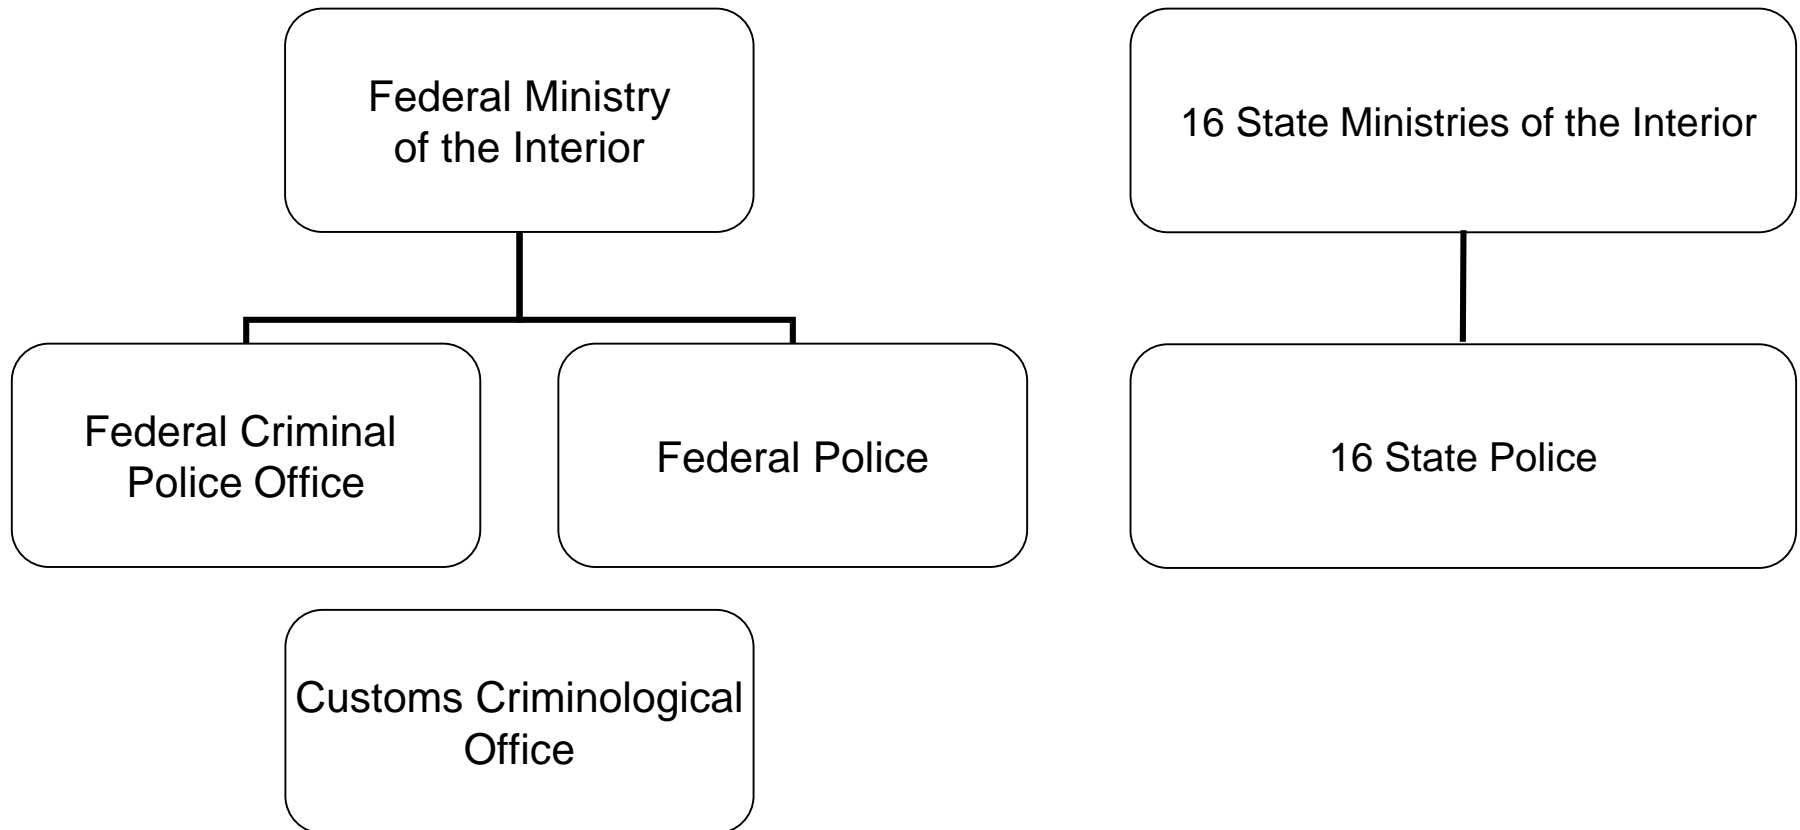 Federal Ministry
of the Interior
16 State Ministries of the Interior
Federal Criminal
Police Office
Federal Police
16 State Police
Customs Criminological
Office